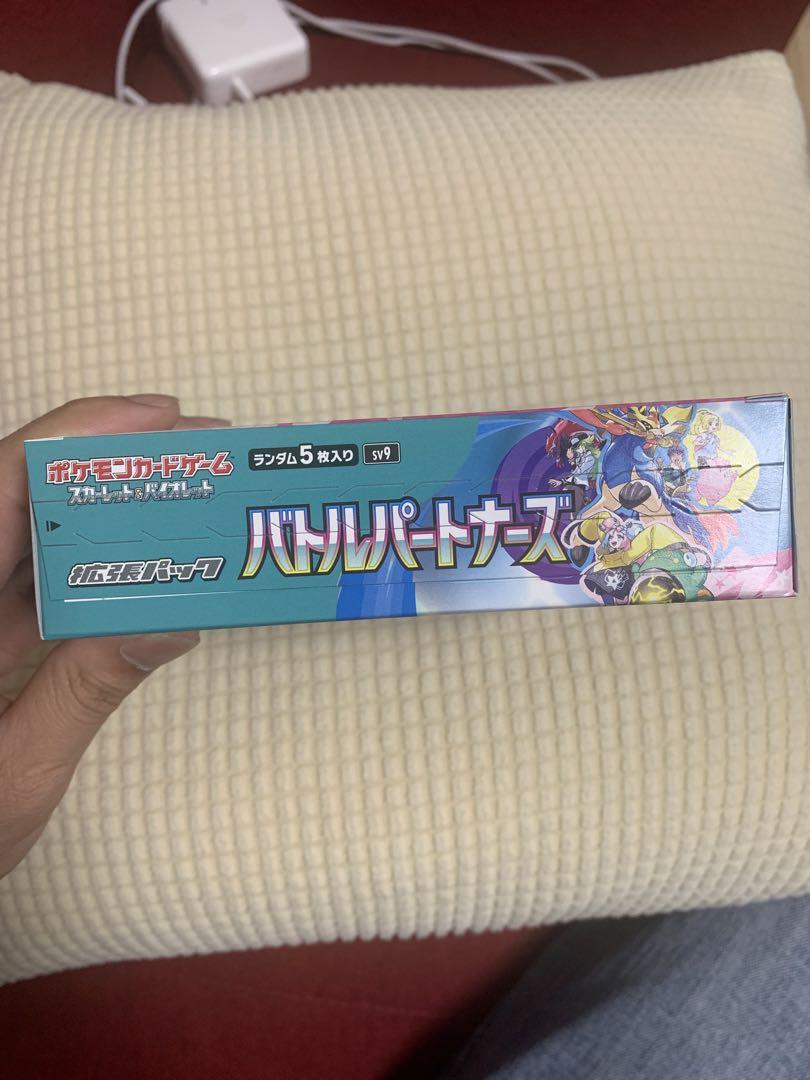 ポケモンカードゲーム
スカーレット&バイオレット
ランダム5枚入り
SV9
拡張パック
バトルパートナーズ